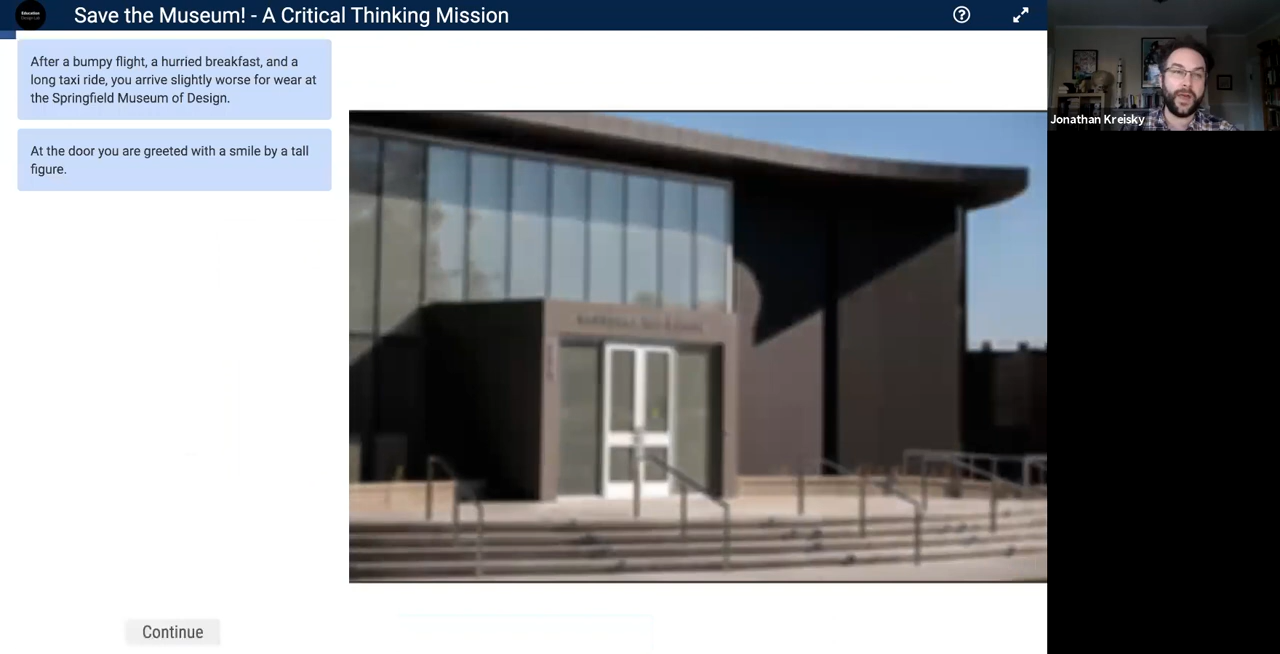 Save the Museum! - A Critical Thinking Mission
After a bumpy flight, a hurried breakfast, and a
long taxi ride, you arrive slightly worse for wear at
the Springfield Museum of Design.
At the door you are greeted with a smile by a tall
figure.
Jonathan Kreisky
Continue